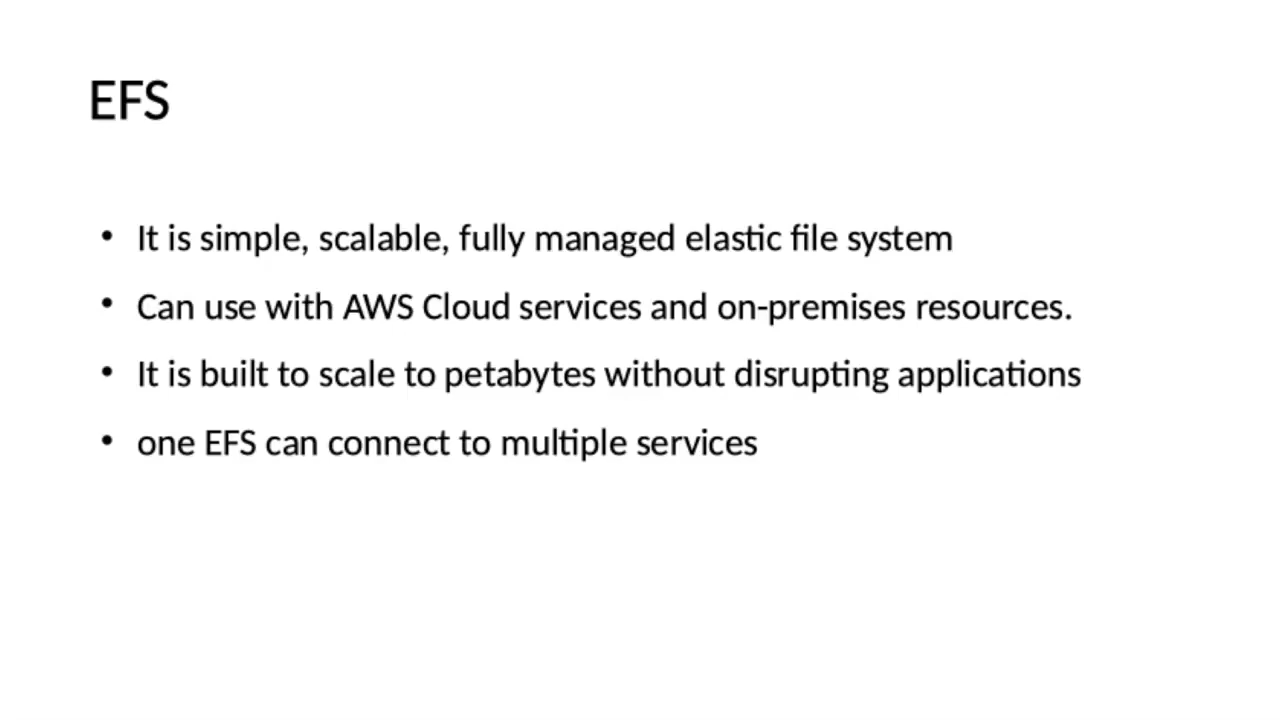 EFS
• It is simple, scalable, fully managed elastic file system
• Can use with AWS Cloud services and on-premises resources.
• It is built to scale to petabytes without disrupting applications
• one EFS can connect to multiple services